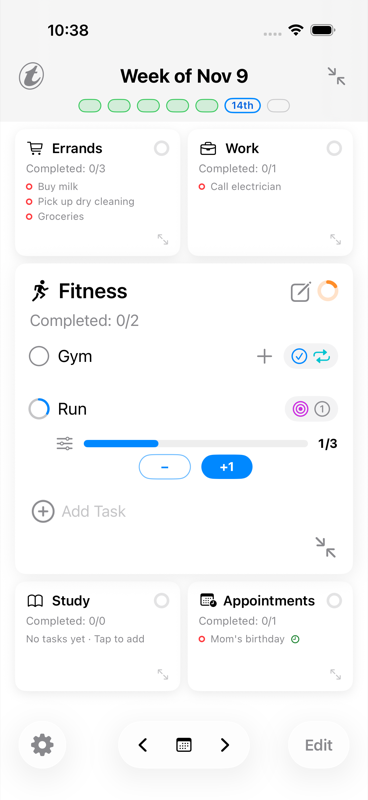 10:38
t
Week of Nov 9
14th
Errands
Completed: 0/3
Buy milk
Pick up dry cleaning
Groceries
Work
Completed: 0/1
Call electrician
Fitness
Completed: 0/2
Gym
Run
1
1/3
−
+1
Add Task
Study
Completed: 0/0
No tasks yet · Tap to add
Appointments
Completed: 0/1
Mom's birthday
Edit